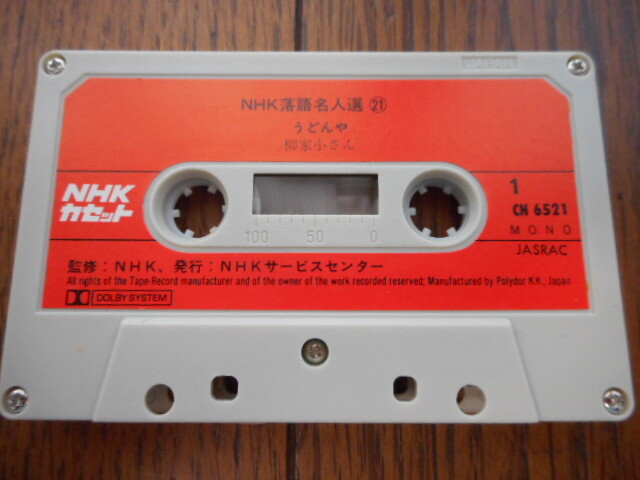 JAPAN
NHK落語名人選 ㉑
うどんや
柳家小さん
NHK
カセット
1
CN 6521
MONO
JASRAC
100 50 0
監修:NHK、発行:NHKサービスセンター
All rights of the Tape-Record manufacturer and of the owner of the work recorded reserved, Manufactured by Polydor K.K., Japan
DOLBY SYSTEM